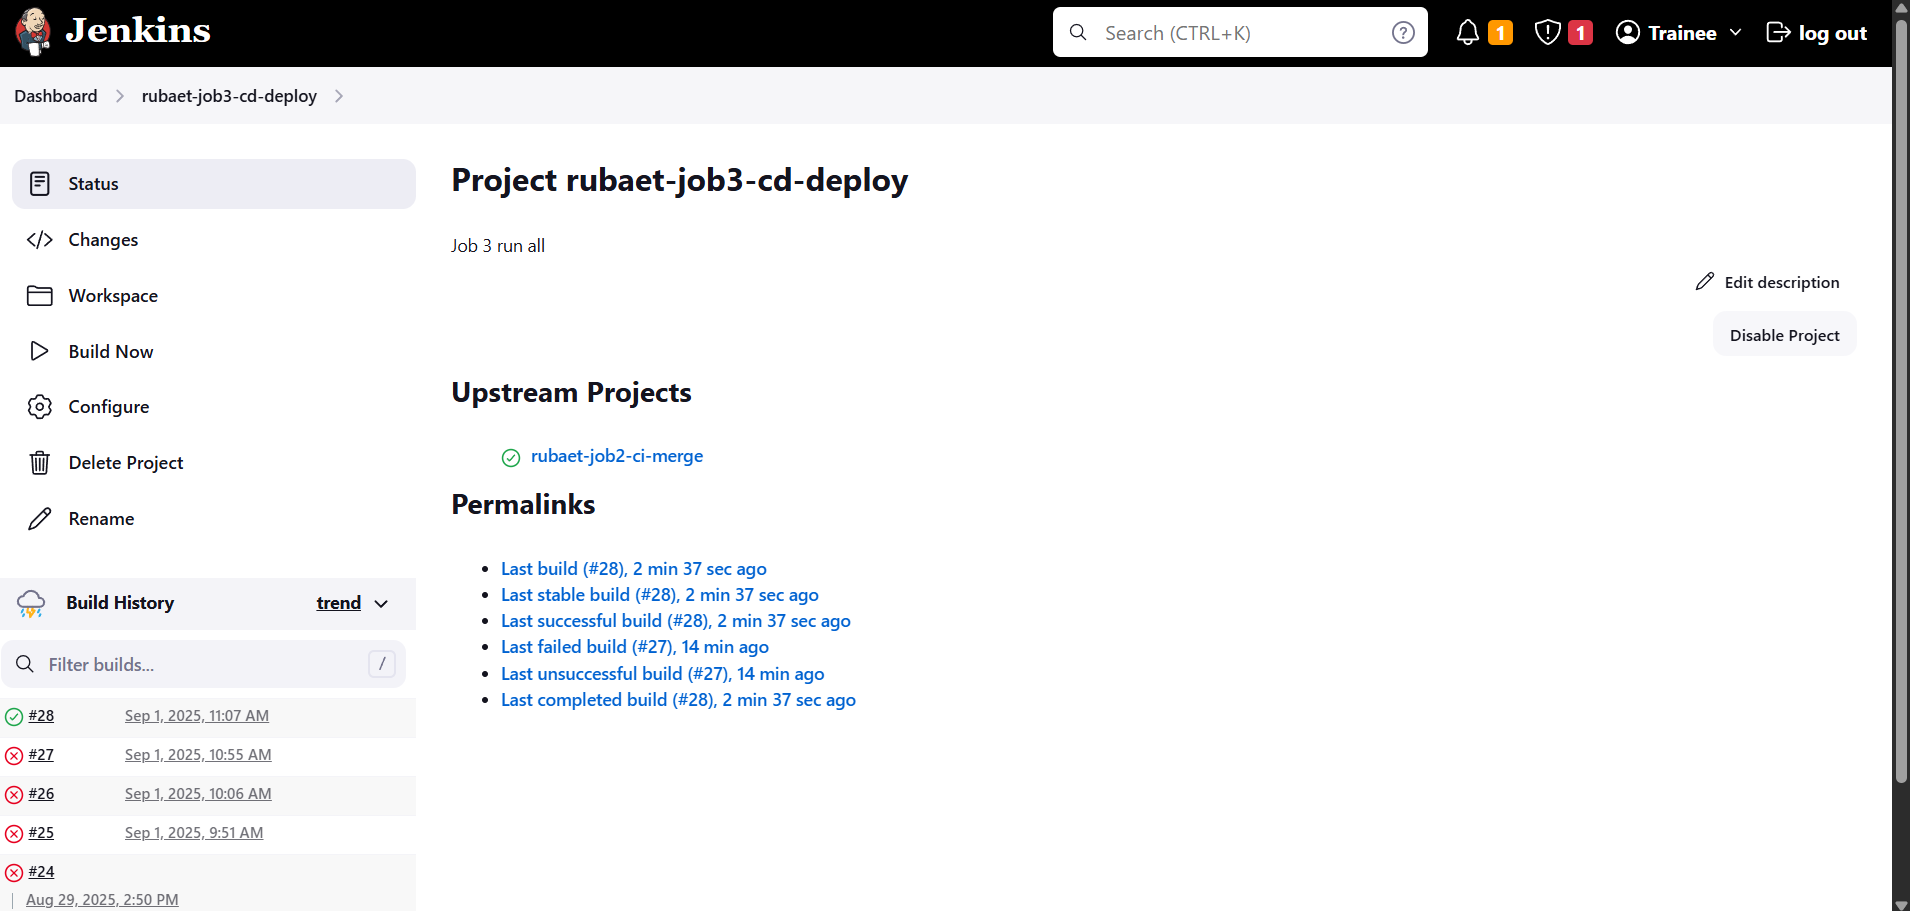 Jenkins
Search (CTRL+K)
?
1
1
Trainee
log out
Dashboard
rubaet-job3-cd-deploy
Status
Changes
Workspace
Build Now
Configure
Delete Project
Rename
Build History
trend
Filter builds...
/
#28 Sep 1, 2025, 11:07 AM
#27 Sep 1, 2025, 10:55 AM
#26 Sep 1, 2025, 10:06 AM
#25 Sep 1, 2025, 9:51 AM
#24
Aug 29, 2025, 2:50 PM
Project rubaet-job3-cd-deploy
Job 3 run all
Edit description
Disable Project
Upstream Projects
rubaet-job2-ci-merge
Permalinks
Last build (#28), 2 min 37 sec ago
Last stable build (#28), 2 min 37 sec ago
Last successful build (#28), 2 min 37 sec ago
Last failed build (#27), 14 min ago
Last unsuccessful build (#27), 14 min ago
Last completed build (#28), 2 min 37 sec ago